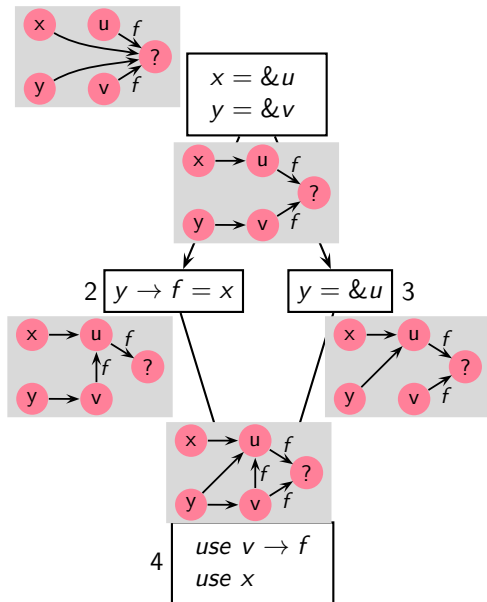 x u f
?
y v f
x = &u
y = &v
x u f
?
y v f
2 y → f = x
y = &u 3
x u f
f ?
y v
x u f
?
y v f
x u f
f ?
y v f
4 use v → f
use x